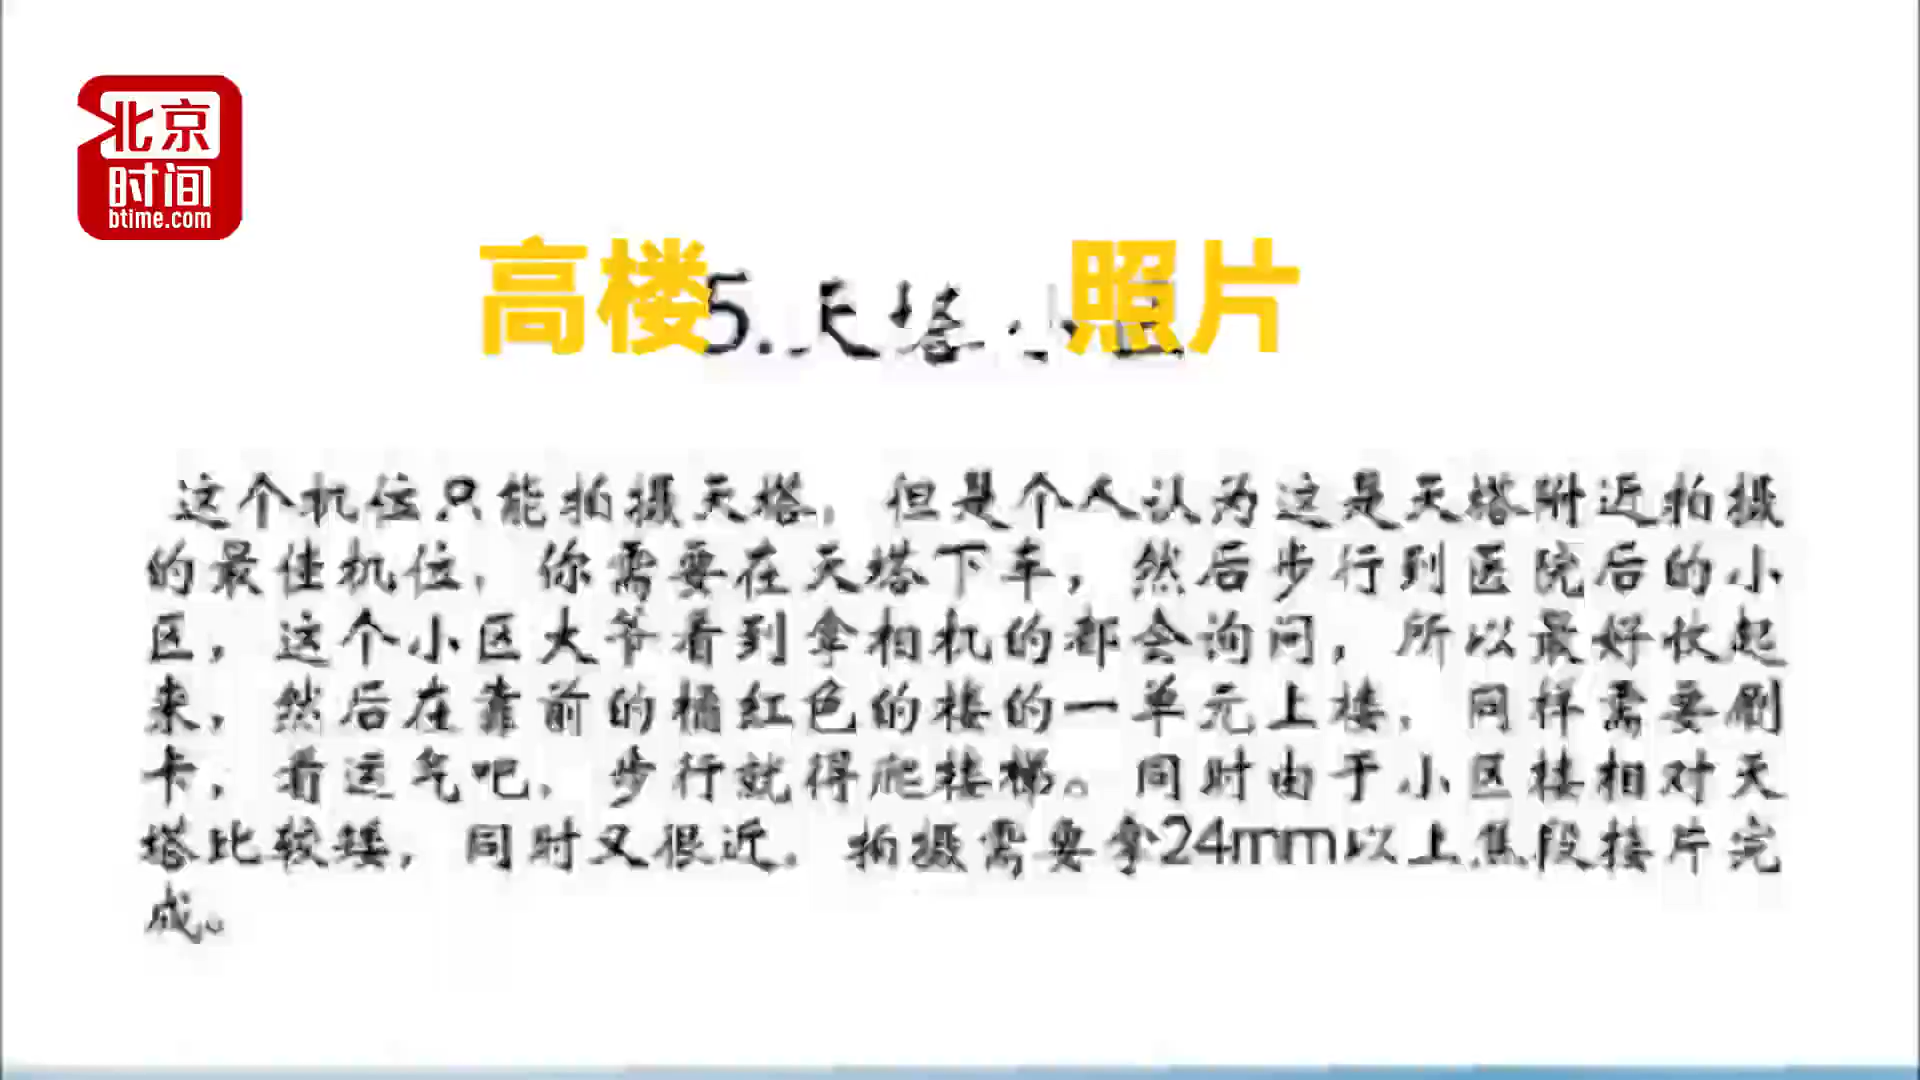 北京
时间
btime.com
高楼 照片
5.天塔小区
这个机位只能拍摄天塔，但是个人认为这是天塔附近拍摄
的最佳机位，你需要在天塔下车，然后步行到医院后的小
区，这个小区大爷看到拿相机的都会询问，所以最好收起
来，然后在靠前的橘红色的楼的一单元上楼，同样需要刷
卡，看运气吧，步行就得爬楼梯。同时由于小区楼相对天
塔比较矮，同时又很近，拍摄需要拿24mm以上焦段接片完
成。